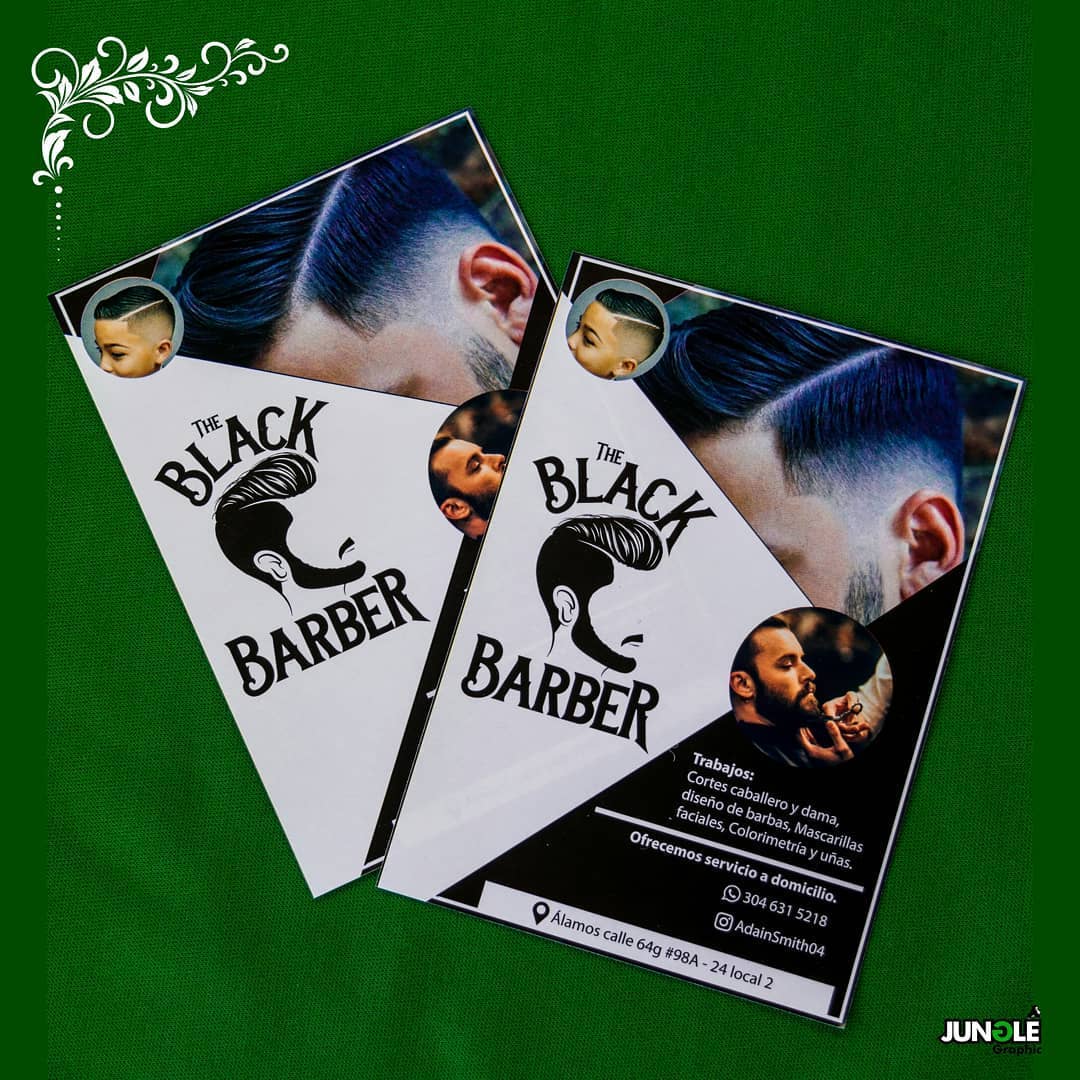 THE
BLACK
BARBER
THE
BLACK
BARBER
Trabajos:
Cortes caballero y dama,
diseño de barbas, Mascarillas
faciales, Colorimetría y uñas.
Ofrecemos servicio a domicilio.
304 631 5218
AdainSmith04
Álamos calle 64g #98A - 24 local 2
JUNGLE
Graphic